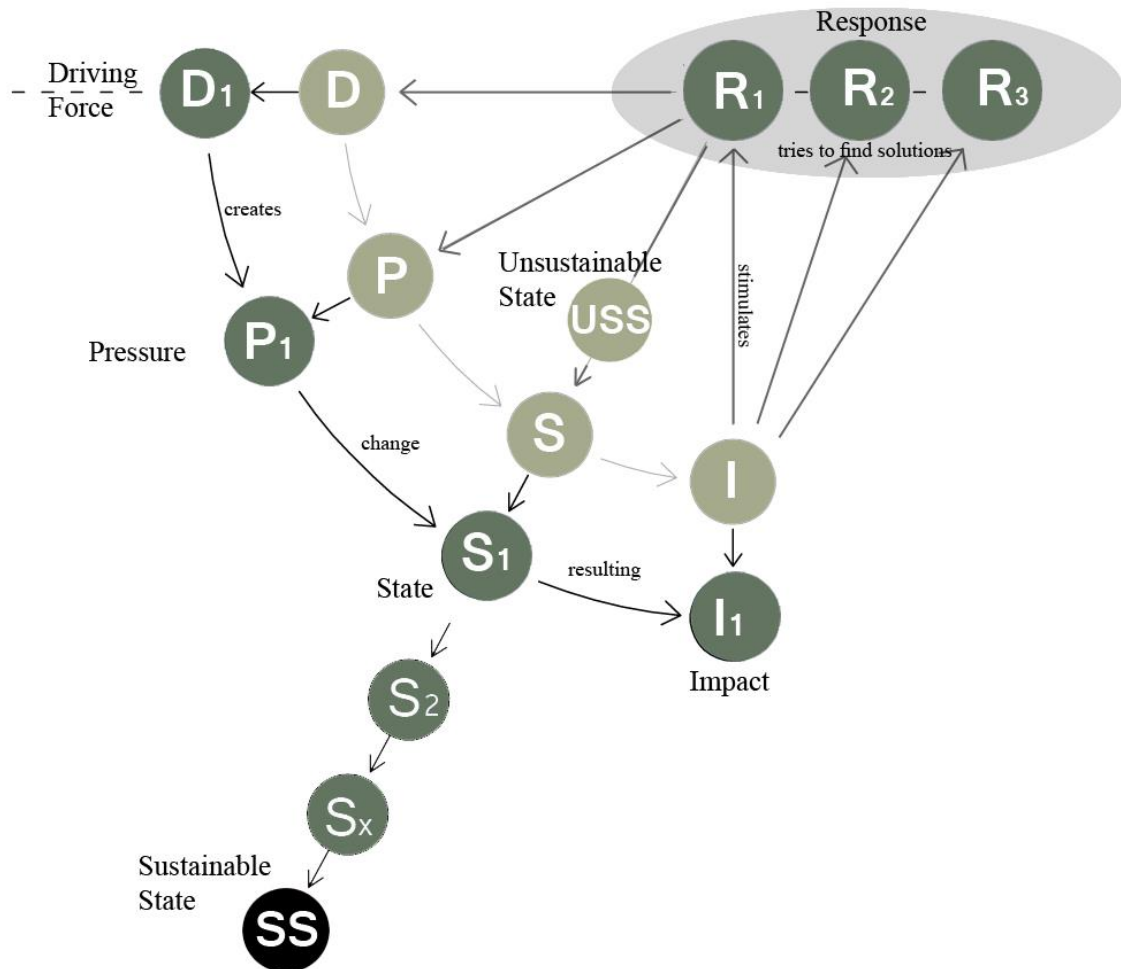 Response
Driving
Force
D1
D
R1
R2
R3
tries to find solutions
creates
P
Unsustainable
State
stimulates
USS
P1
Pressure
S
change
I
S1
resulting
State
I1
Impact
S2
Sx
Sustainable
State
SS